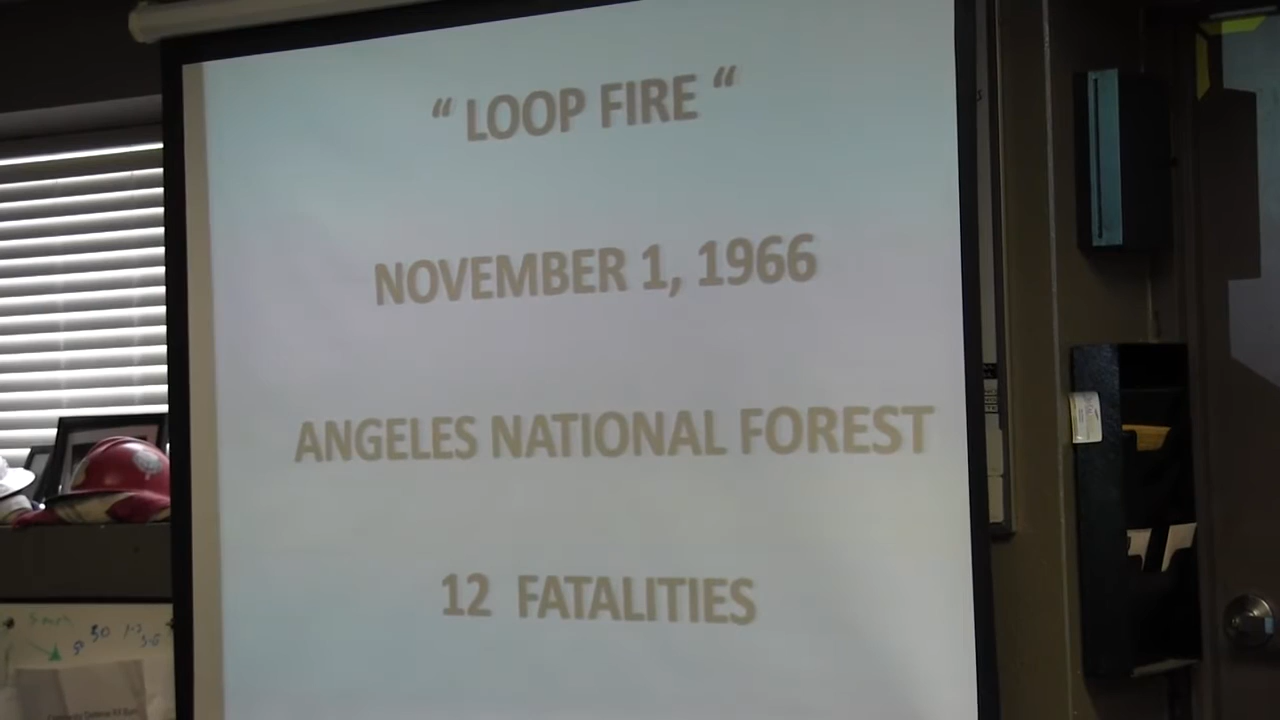 “ LOOP FIRE “
NOVEMBER 1, 1966
ANGELES NATIONAL FOREST
12 FATALITIES